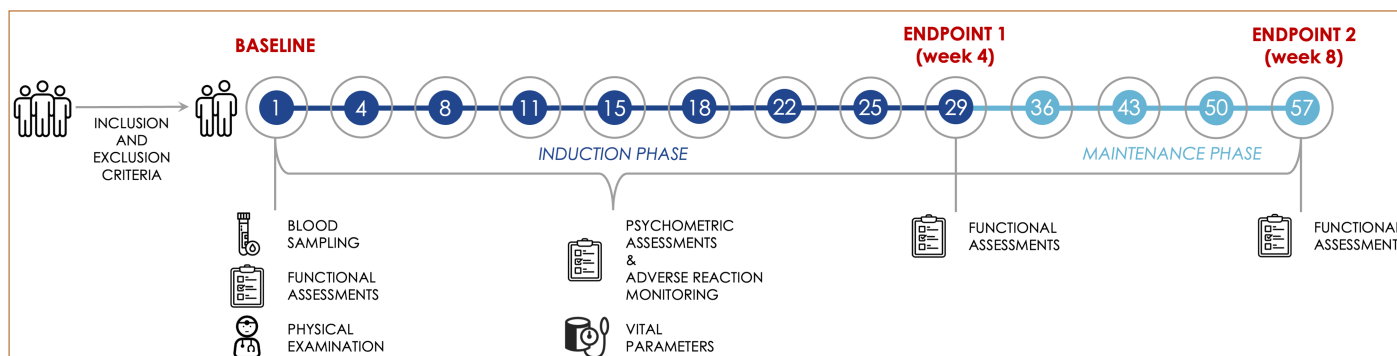 BASELINE
ENDPOINT 1
(week 4)
ENDPOINT 2
(week 8)
1 4 8 11 15 18 22 25 29 36 43 50 57
INCLUSION
AND
EXCLUSION
CRITERIA
INDUCTION PHASE
MAINTENANCE PHASE
BLOOD
SAMPLING
FUNCTIONAL
ASSESSMENTS
PHYSICAL
EXAMINATION
PSYCHOMETRIC
ASSESSMENTS
&
ADVERSE REACTION
MONITORING
VITAL
PARAMETERS
FUNCTIONAL
ASSESSMENTS
FUNCTIONAL
ASSESSMENT